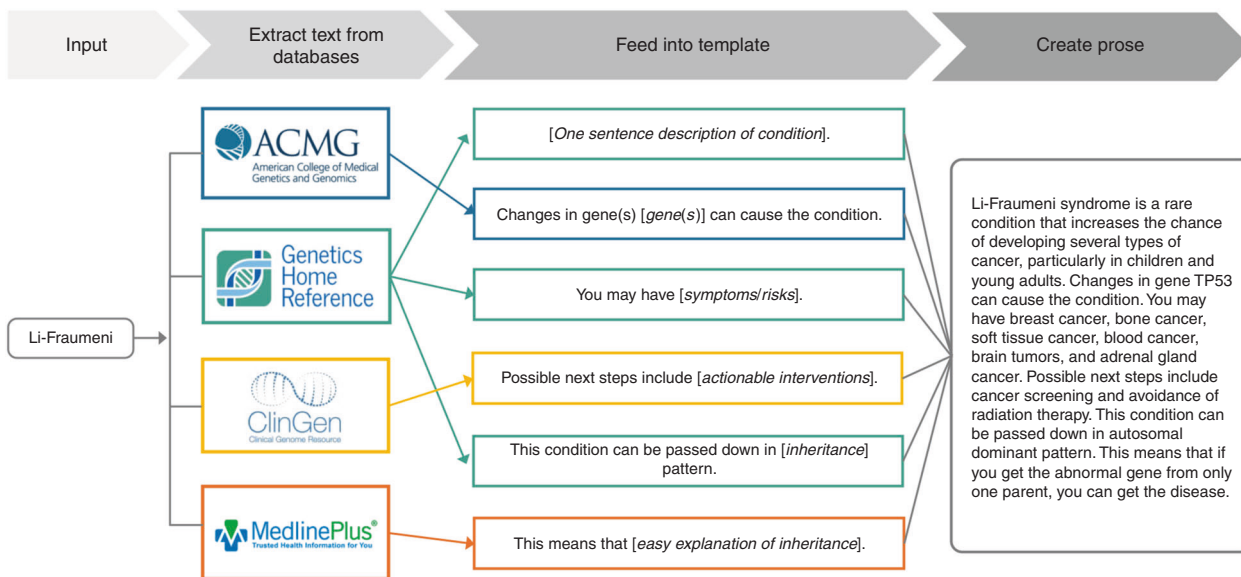 Input
Extract text from
databases
Feed into template
Create prose
Li-Fraumeni
ACMG
American College of Medical
Genetics and Genomics
Genetics
Home
Reference
ClinGen
Clinical Genome Resource
MedlinePlus®
Trusted Health Information for You
[One sentence description of condition].
Changes in gene(s) [gene(s)] can cause the condition.
You may have [symptoms/risks].
Possible next steps include [actionable interventions].
This condition can be passed down in [inheritance]
pattern.
This means that [easy explanation of inheritance].
Li-Fraumeni syndrome is a rare
condition that increases the chance
of developing several types of
cancer, particularly in children and
young adults. Changes in gene TP53
can cause the condition. You may
have breast cancer, bone cancer,
soft tissue cancer, blood cancer,
brain tumors, and adrenal gland
cancer. Possible next steps include
cancer screening and avoidance of
radiation therapy. This condition can
be passed down in autosomal
dominant pattern. This means that if
you get the abnormal gene from only
one parent, you can get the disease.